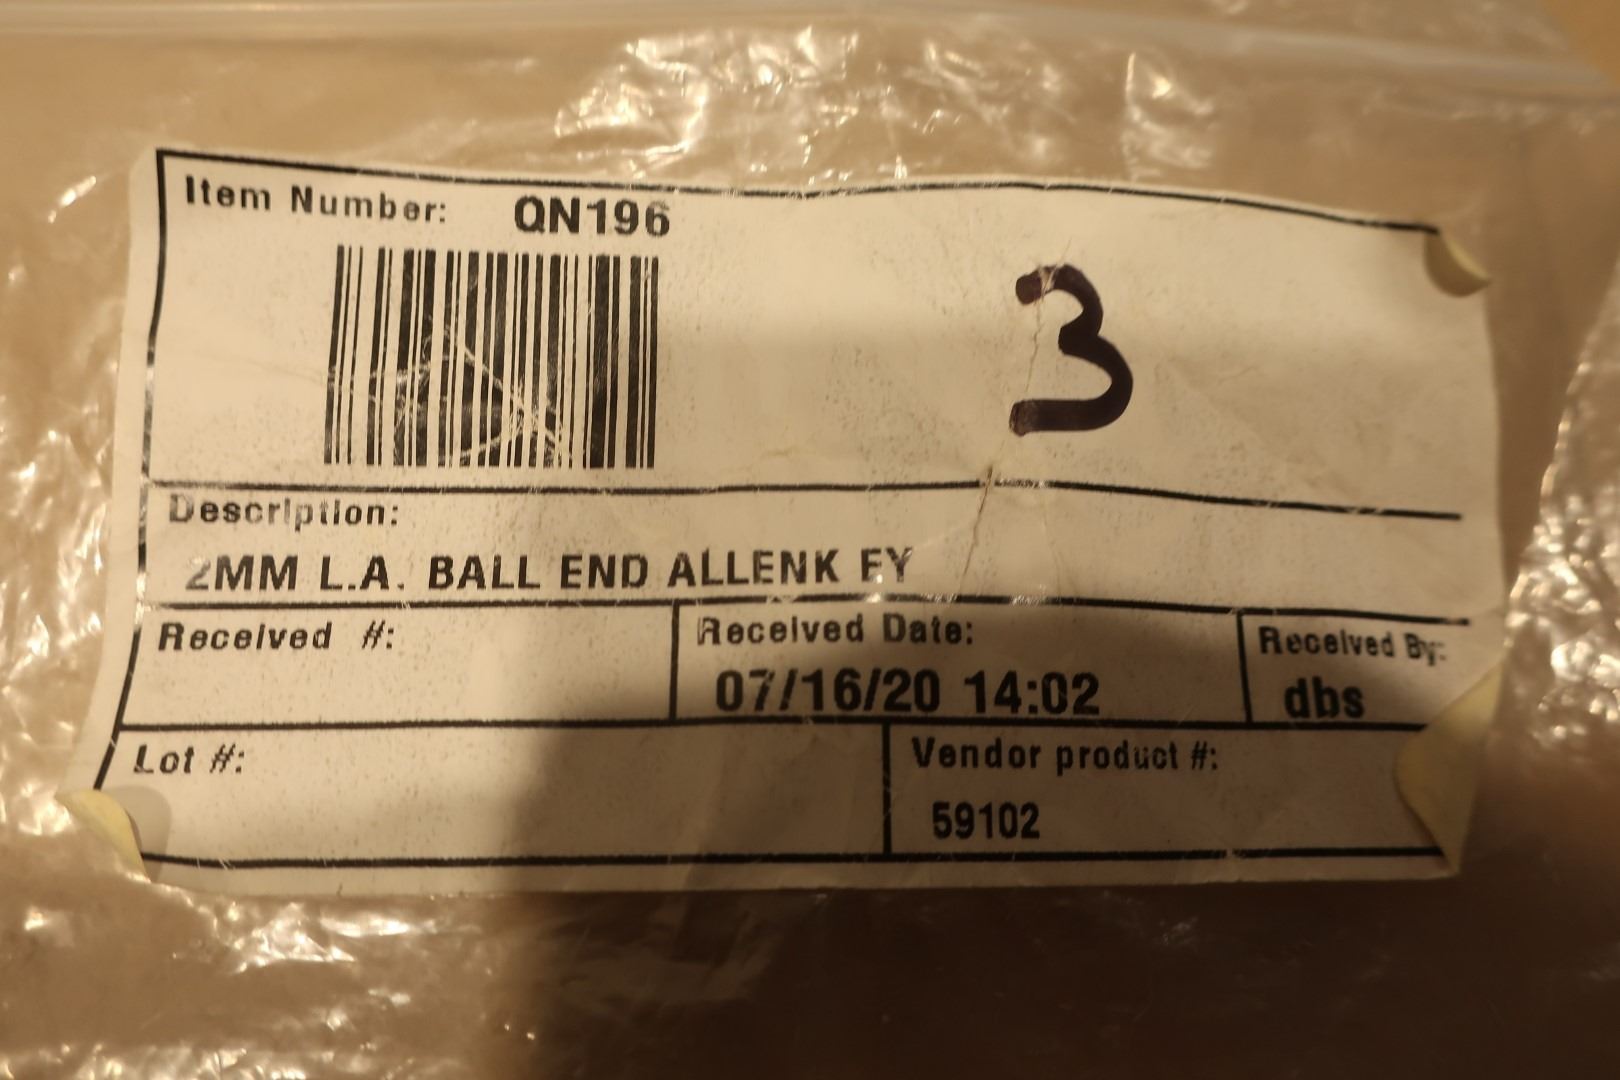 Item Number: QN196
3
Description:
2MM L.A. BALL END ALLENK EY
Received #:
Received Date:
Received By:
07/16/20 14:02
dbs
Lot #:
Vendor product #:
59102